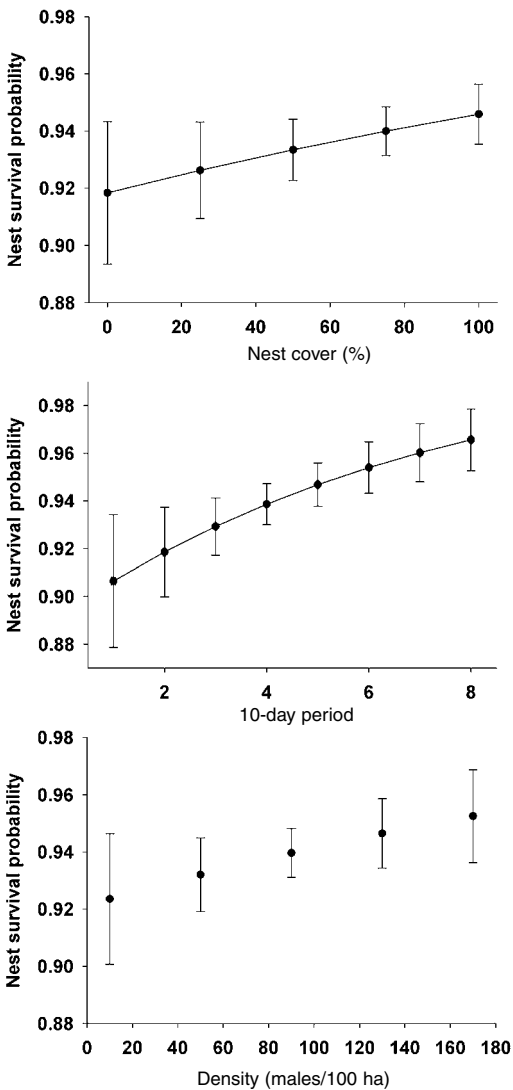 Nest survival probability
0.98
0.96
0.94
0.92
0.90
0.88
0 20 40 60 80 100
Nest cover (%)
Nest survival probability
0.98
0.96
0.94
0.92
0.90
0.88
2 4 6 8
10-day period
Nest survival probability
0.98
0.96
0.94
0.92
0.90
0.88
0 20 40 60 80 100 120 140 160 180
Density (males/100 ha)